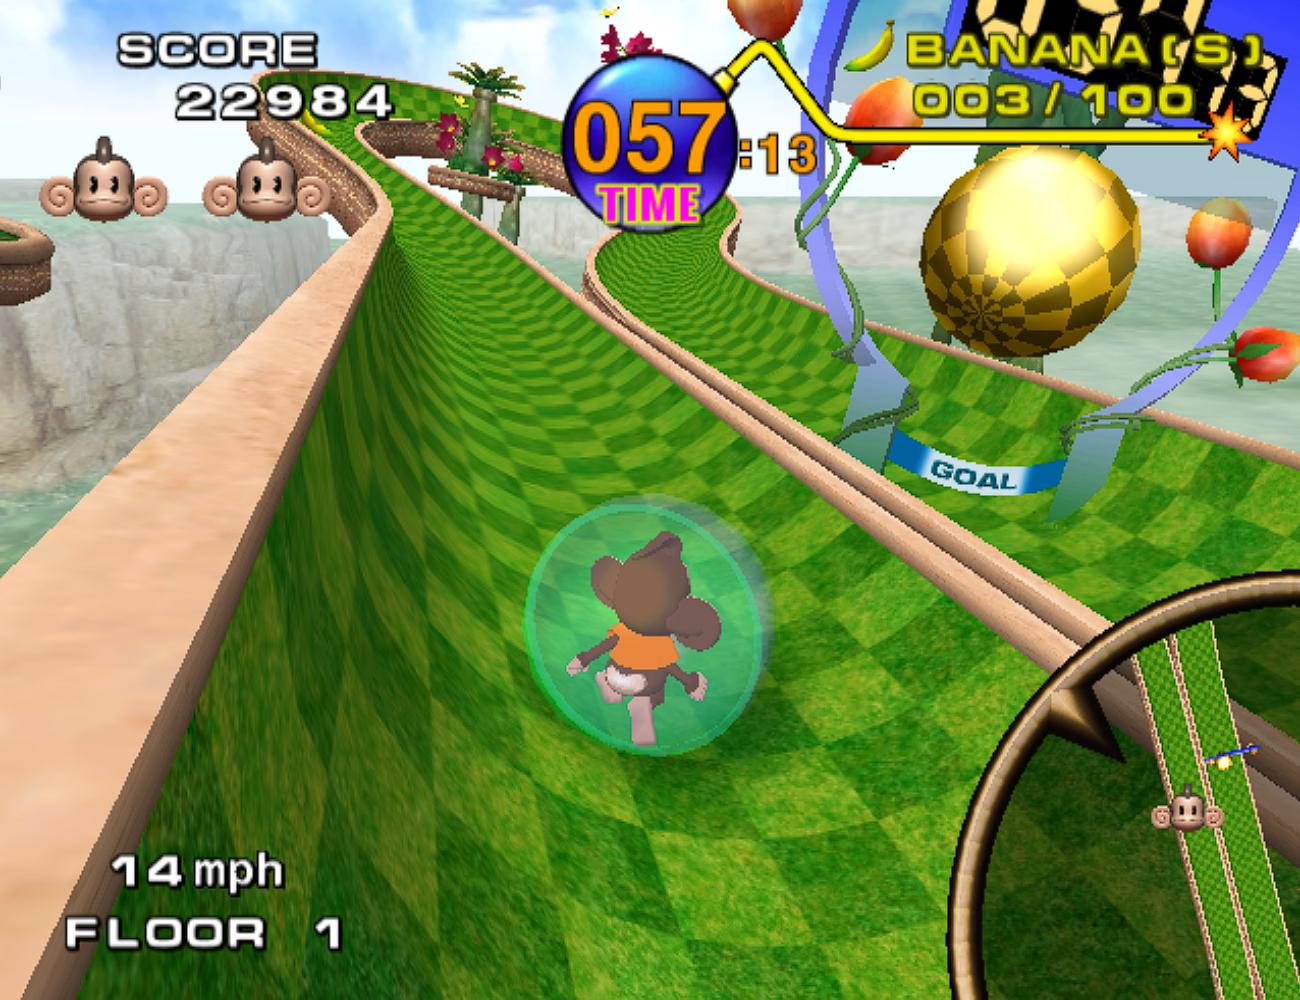 SCORE
22984
057
:13
TIME
BANANA(S)
003/100
GOAL
14 mph
FLOOR 1